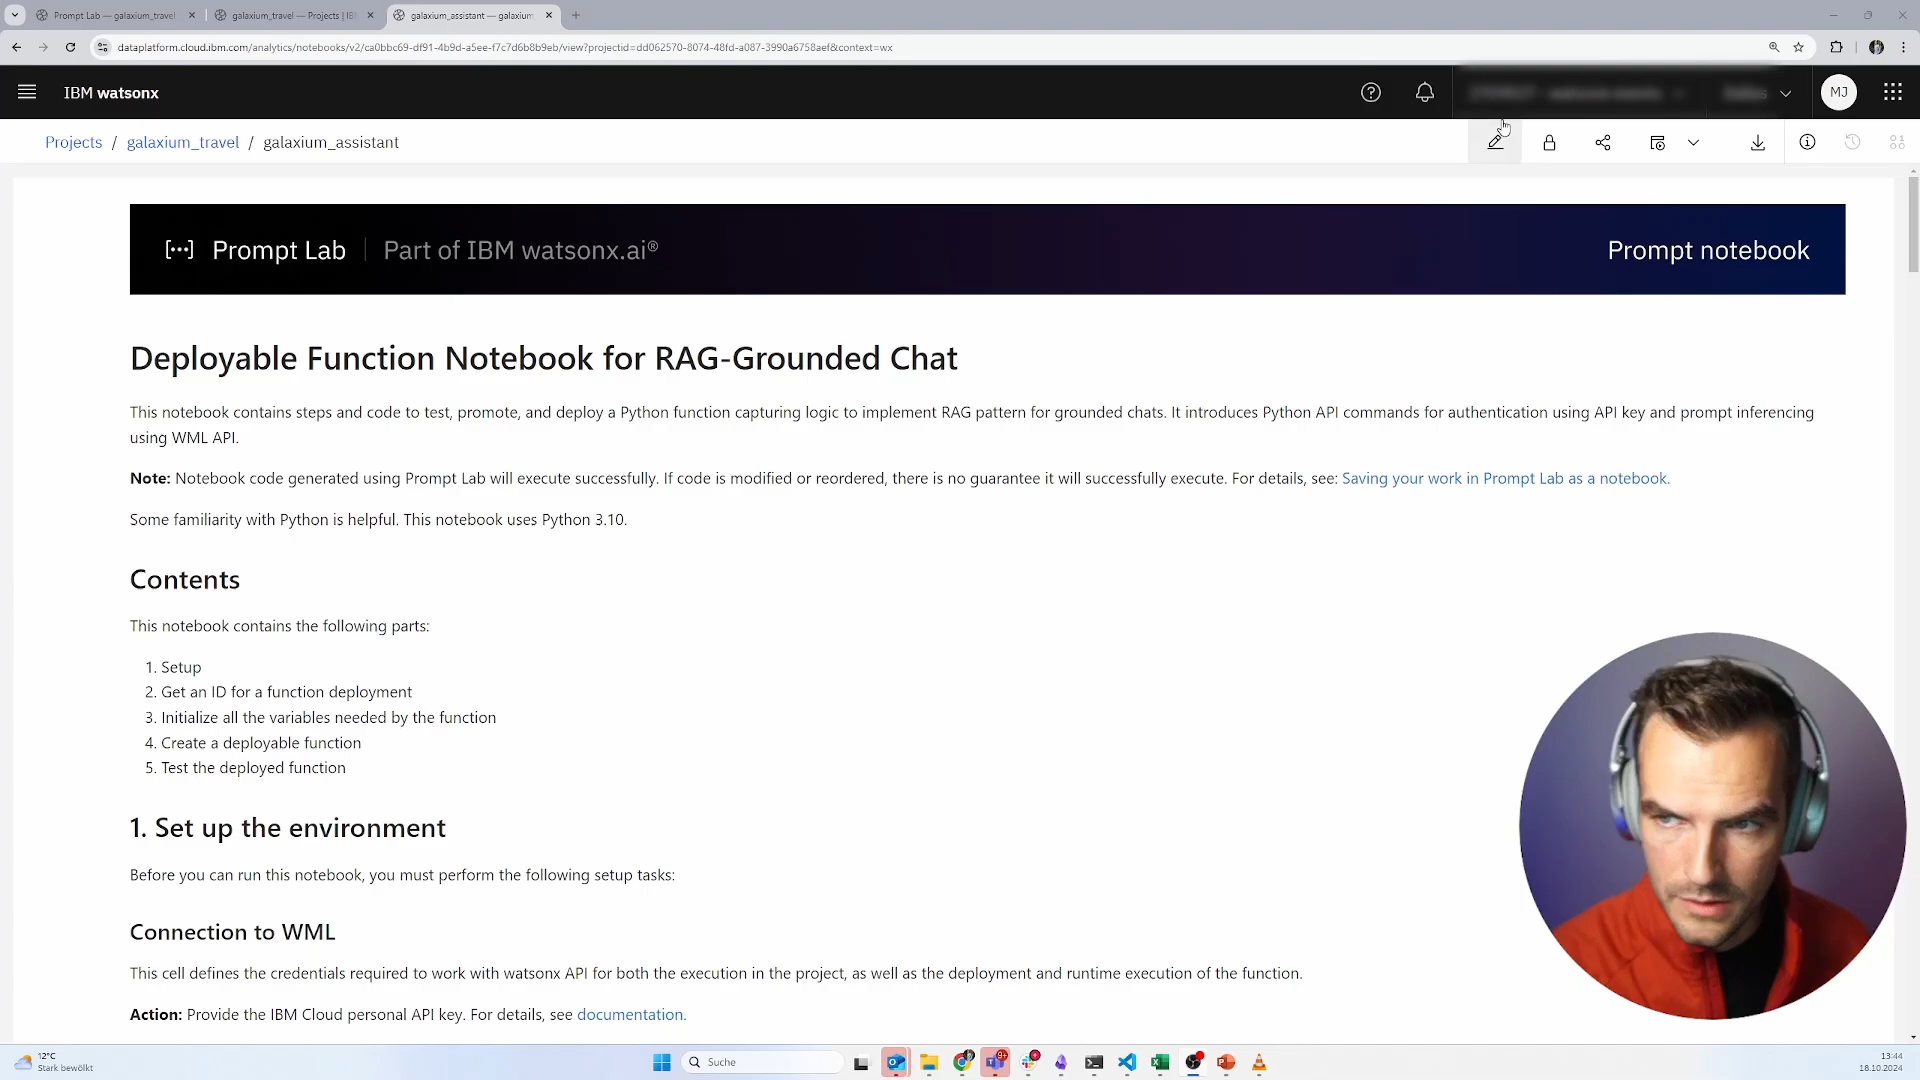 Prompt Lab — galaxium_travel
galaxium_travel — Projects | IB
galaxium_assistant — galaxium
dataplatform.cloud.ibm.com/analytics/notebooks/v2/ca0bbc69-df91-4b9d-a5ee-f7c7d6b8b9eb/view?projectid=dd062570-8074-48fd-a087-3990a6758aef&context=wx
IBM watsonx
MJ
Projects / galaxium_travel / galaxium_assistant
[···] Prompt Lab | Part of IBM watsonx.ai®
Prompt notebook
Deployable Function Notebook for RAG-Grounded Chat
This notebook contains steps and code to test, promote, and deploy a Python function capturing logic to implement RAG pattern for grounded chats. It introduces Python API commands for authentication using API key and prompt inferencing
using WML API.
Note: Notebook code generated using Prompt Lab will execute successfully. If code is modified or reordered, there is no guarantee it will successfully execute. For details, see: Saving your work in Prompt Lab as a notebook.
Some familiarity with Python is helpful. This notebook uses Python 3.10.
Contents
This notebook contains the following parts:
1. Setup
2. Get an ID for a function deployment
3. Initialize all the variables needed by the function
4. Create a deployable function
5. Test the deployed function
1. Set up the environment
Before you can run this notebook, you must perform the following setup tasks:
Connection to WML
This cell defines the credentials required to work with watsonx API for both the execution in the project, as well as the deployment and runtime execution of the function.
Action: Provide the IBM Cloud personal API key. For details, see documentation.
12°C
Stark bewölkt
Suche
9+
13:44
18.10.2024